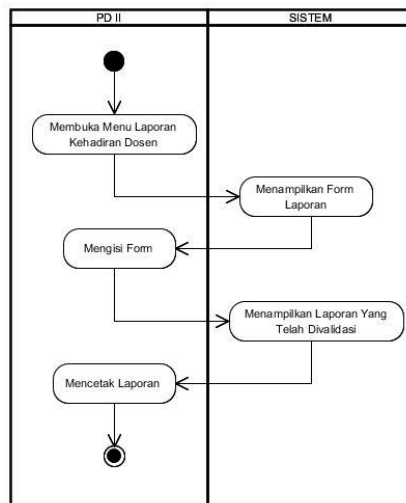 PD II
SISTEM
Membuka Menu Laporan
Kehadiran Dosen
Menampilkan Form
Laporan
Mengisi Form
Menampilkan Laporan Yang
Telah Divalidasi
Mencetak Laporan